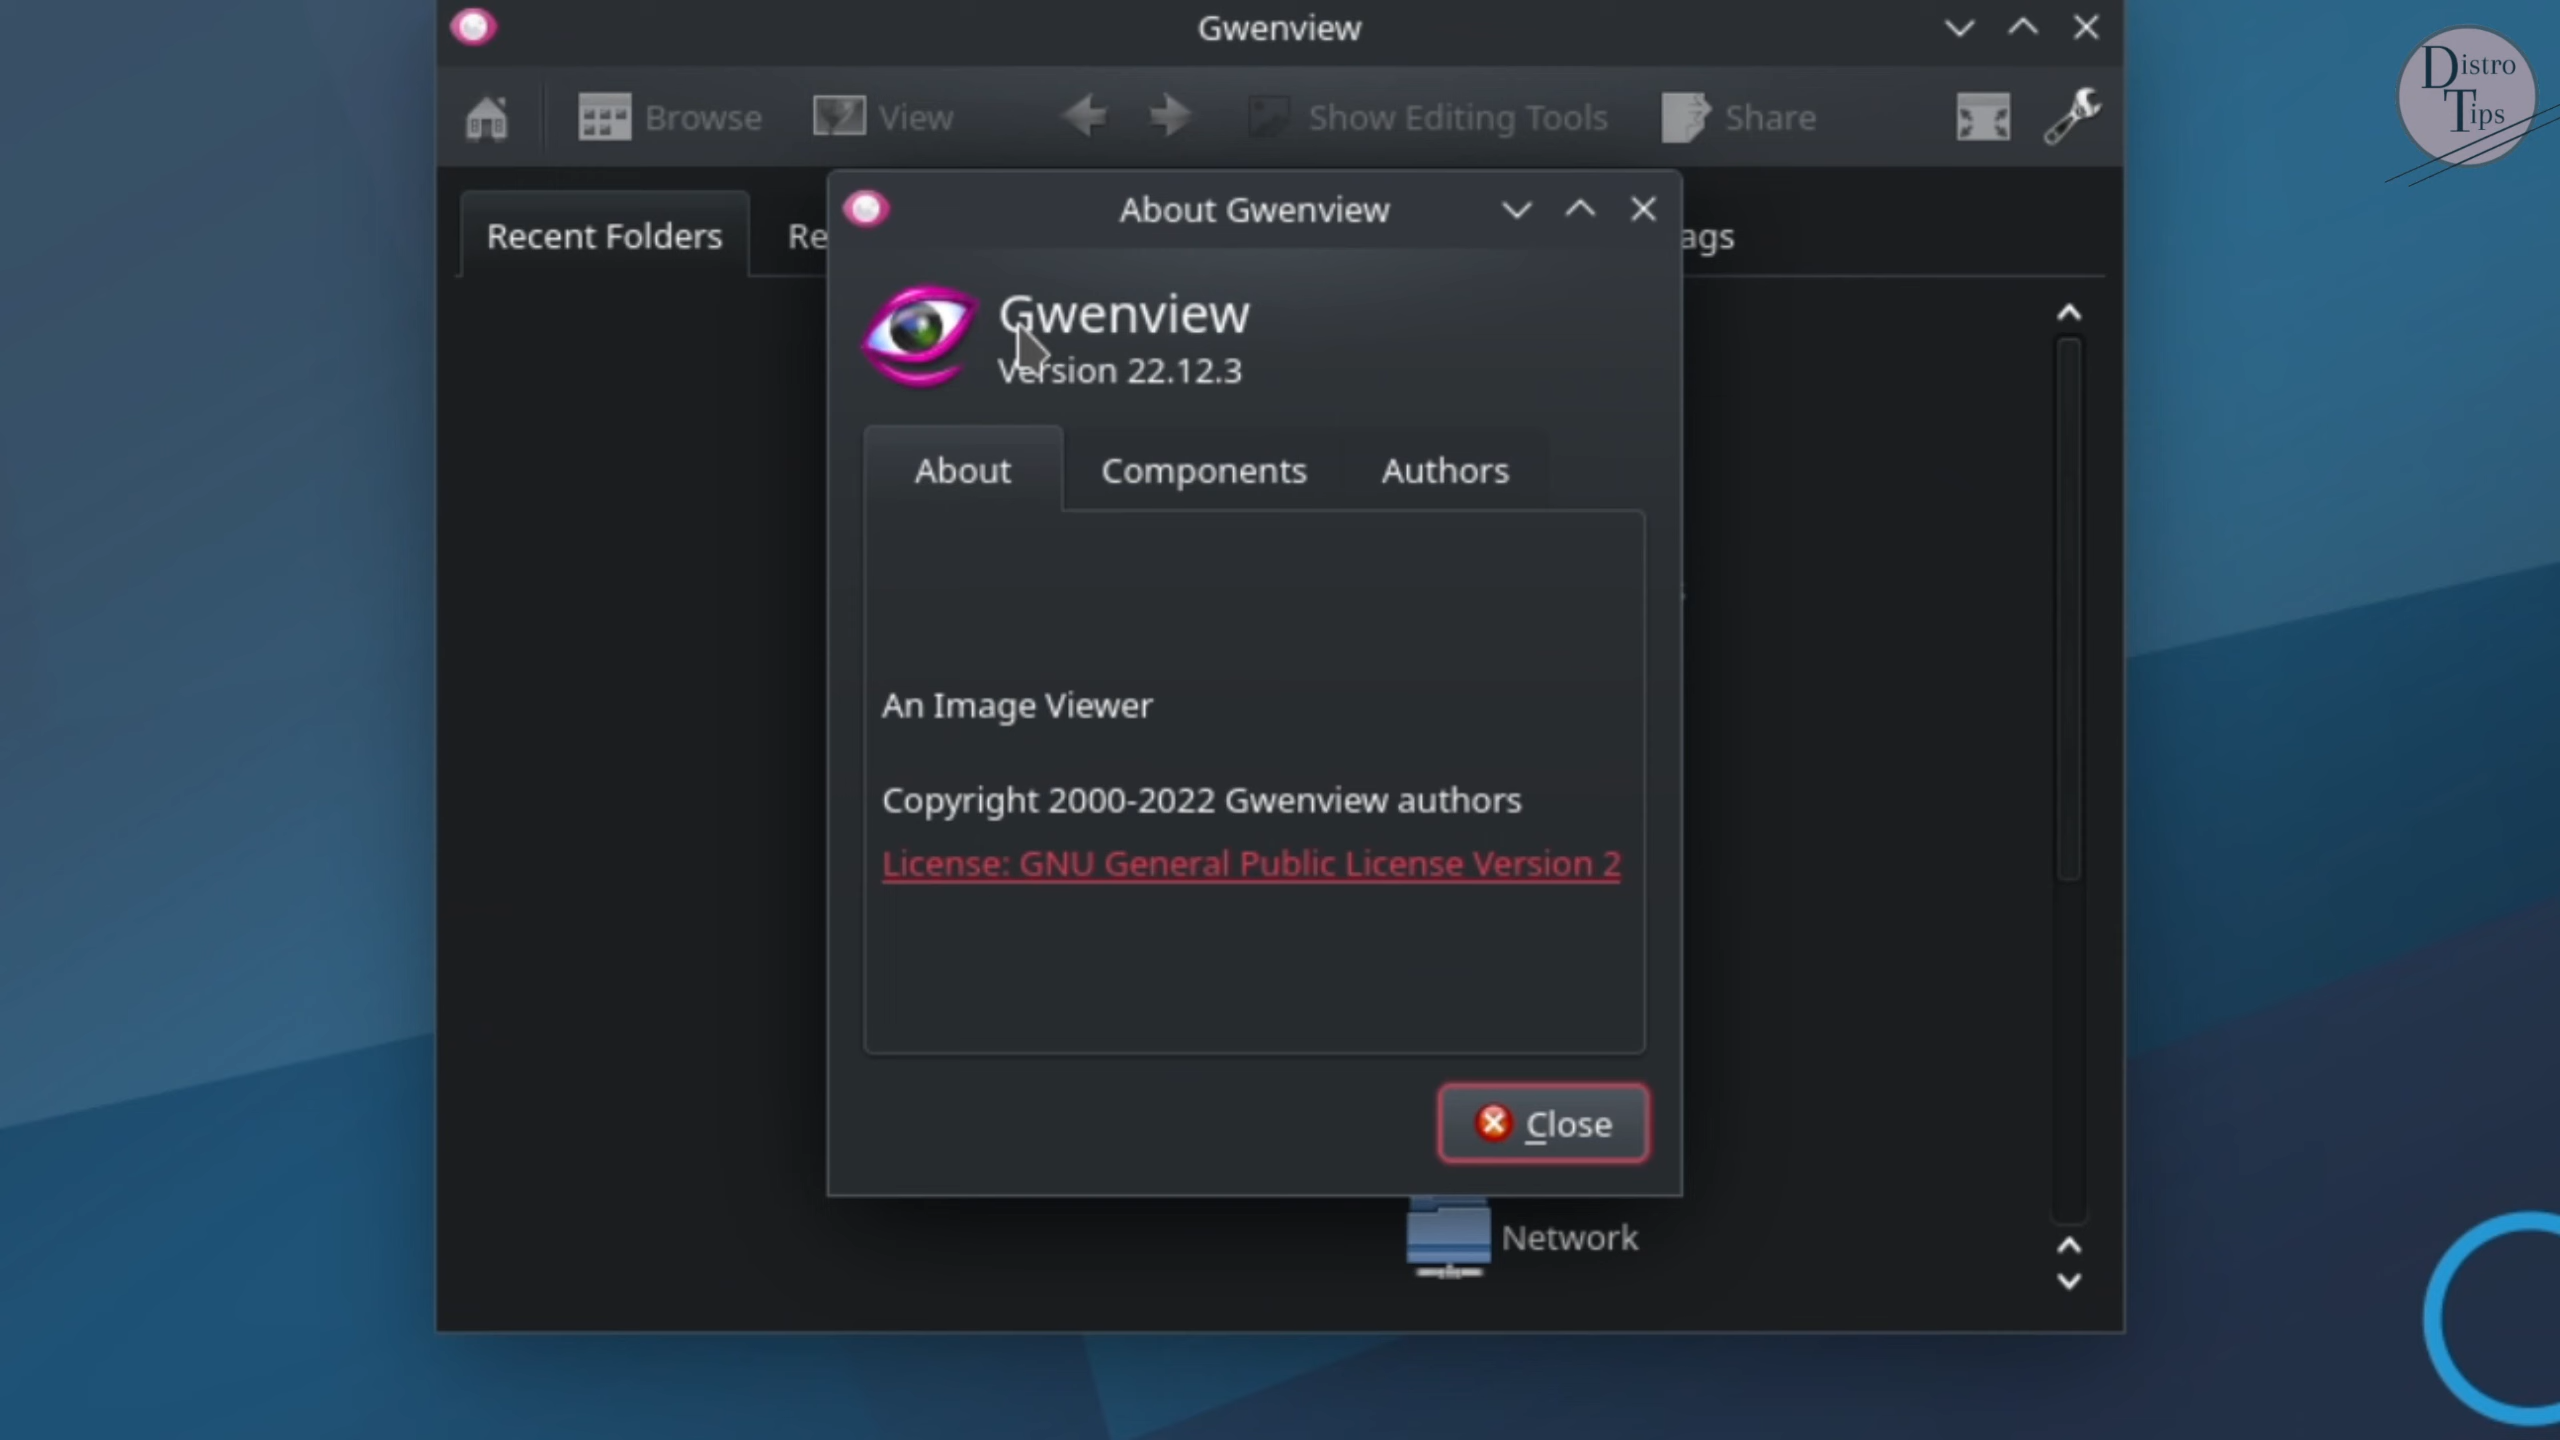 Gwenview
Distro
Tips
Browse
View
Show Editing Tools
Share
About Gwenview
Recent Folders
Gwenview
Version 22.12.3
About
Components
Authors
An Image Viewer
Copyright 2000-2022 Gwenview authors
License: GNU General Public License Version 2
Close
Network